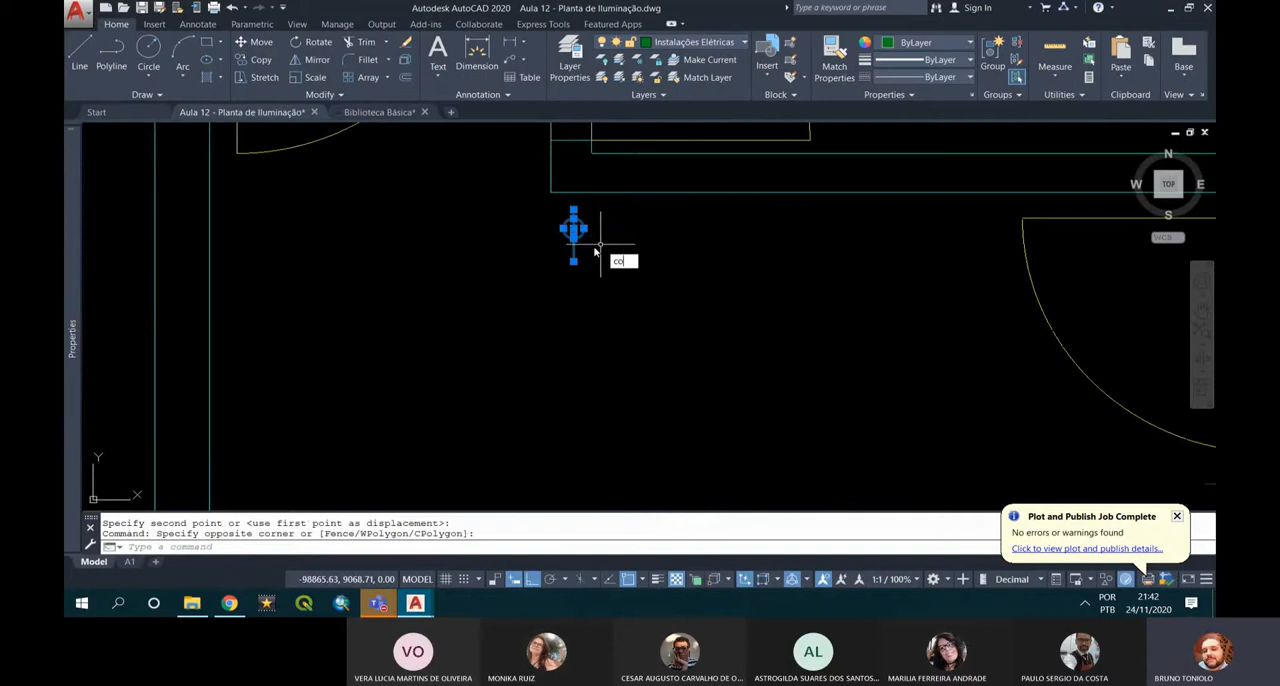 Autodesk AutoCAD 2020   Aula 12 - Planta de Iluminação.dwg
Type a keyword or phrase
Sign In
Home Insert Annotate Parametric View Manage Output Add-ins Collaborate Express Tools Featured Apps
Line Polyline Circle Arc
Move Rotate Trim
Copy Mirror Fillet
Stretch Scale Array
Text Dimension
Table
Layer Properties
Instalações Elétricas
Make Current
Match Layer
Insert
Match Properties
ByLayer
ByLayer
ByLayer
Group
Measure
Paste
Base
Draw Modify Annotation Layers Block Properties Groups Utilities Clipboard View
Start Aula 12 - Planta de Iluminação* Biblioteca Básica*
N
W TOP E
S
WCS
co
Properties
Y
X
Specify second point or <use first point as displacement>:
Command: Specify opposite corner or [Fence/WPolygon/CPolygon]:
Type a command
Plot and Publish Job Complete
No errors or warnings found
Click to view plot and publish details...
Model A1
-98865.63, 9068.71, 0.00 MODEL 1:1 / 100% Decimal
POR
PTB
21:42
24/11/2020
VO AL
VERA LUCIA MARTINS DE OLIVEIRA MONIKA RUIZ CESAR AUGUSTO CARVALHO DE O... ASTROGILDA SUARES DOS SANTOS... MARILIA FERREIRA ANDRADE PAULO SERGIO DA COSTA BRUNO TONIOLO